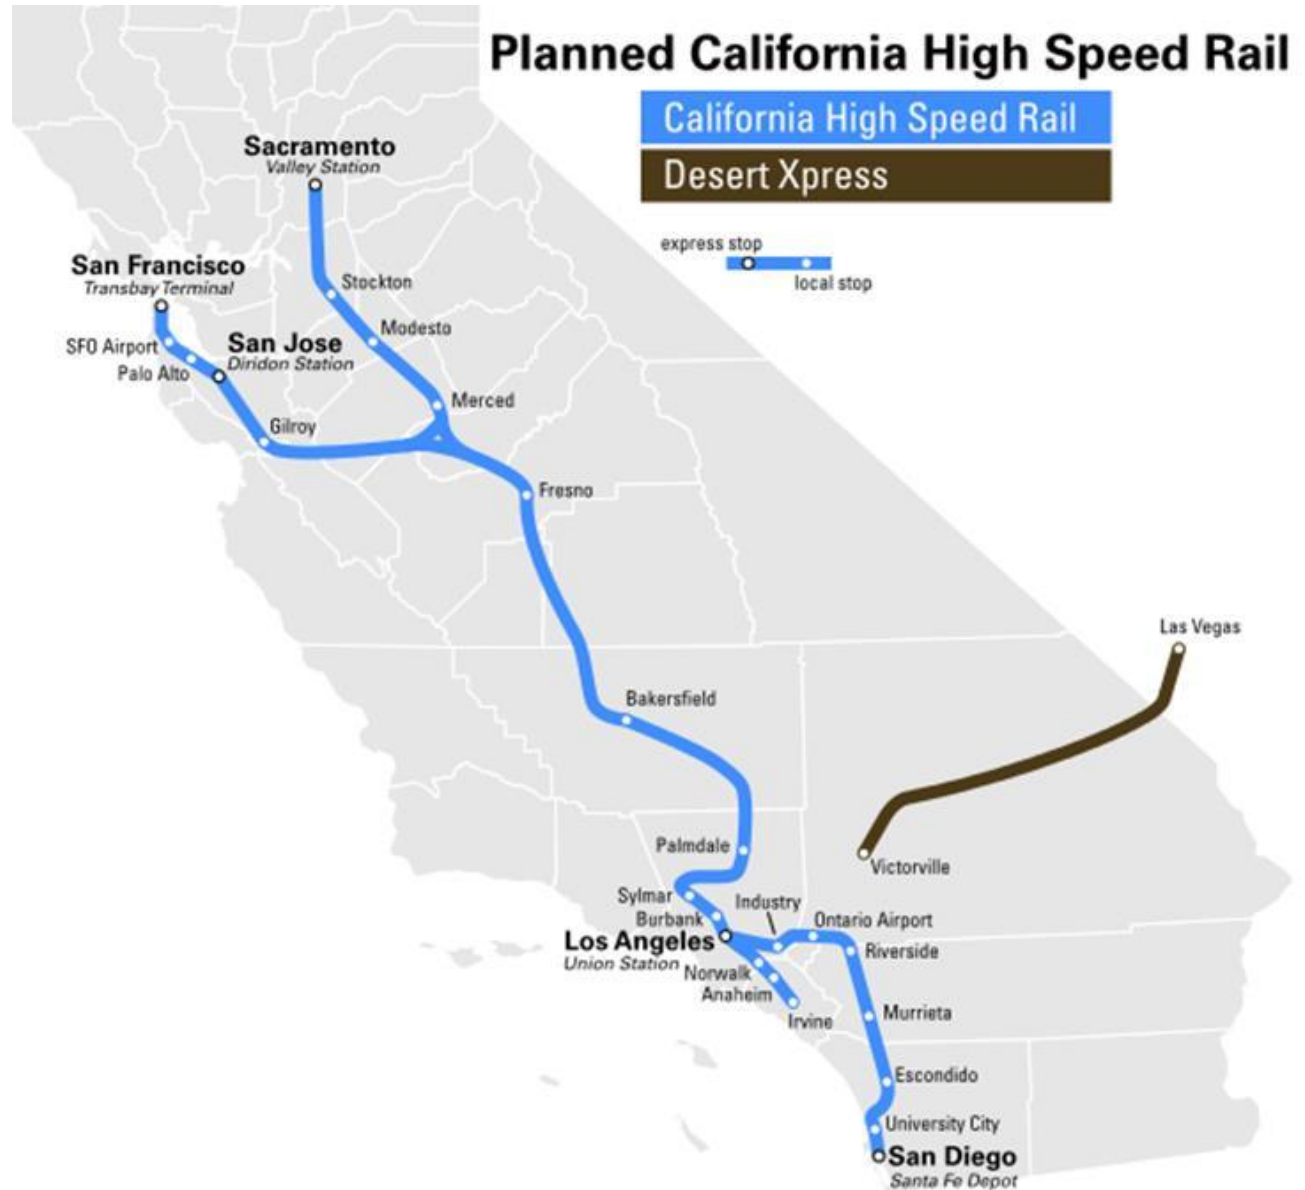 Planned California High Speed Rail
California High Speed Rail
Desert Xpress
express stop
local stop
Sacramento
Valley Station
San Francisco
Transbay Terminal
Stockton
Modesto
SFO Airport
San Jose
Diridon Station
Palo Alto
Merced
Gilroy
Fresno
Las Vegas
Bakersfield
Palmdale
Victorville
Sylmar
Industry
Burbank
Ontario Airport
Los Angeles
Union Station
Riverside
Norwalk
Anaheim
Irvine
Murrieta
Escondido
University City
San Diego
Santa Fe Depot